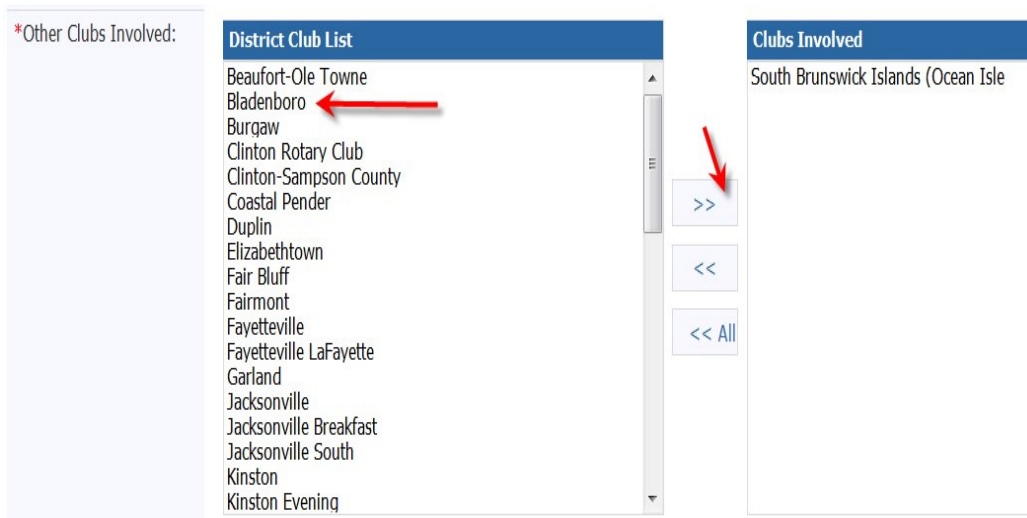 *Other Clubs Involved:
District Club List
Beaufort-Ole Towne
Bladenboro
Burgaw
Clinton Rotary Club
Clinton-Sampson County
Coastal Pender
Duplin
Elizabethtown
Fair Bluff
Fairmont
Fayetteville
Fayetteville LaFayette
Garland
Jacksonville
Jacksonville Breakfast
Jacksonville South
Kinston
Kinston Evening
>>
<<
<< All
Clubs Involved
South Brunswick Islands (Ocean Isle